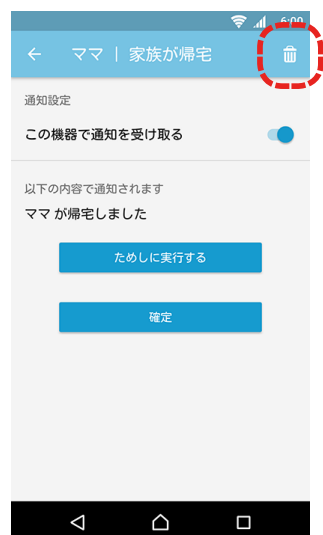 6:00
ママ | 家族が帰宅
通知設定
この機器で通知を受け取る
以下の内容で通知されます
ママ が帰宅しました
ためしに実行する
確定